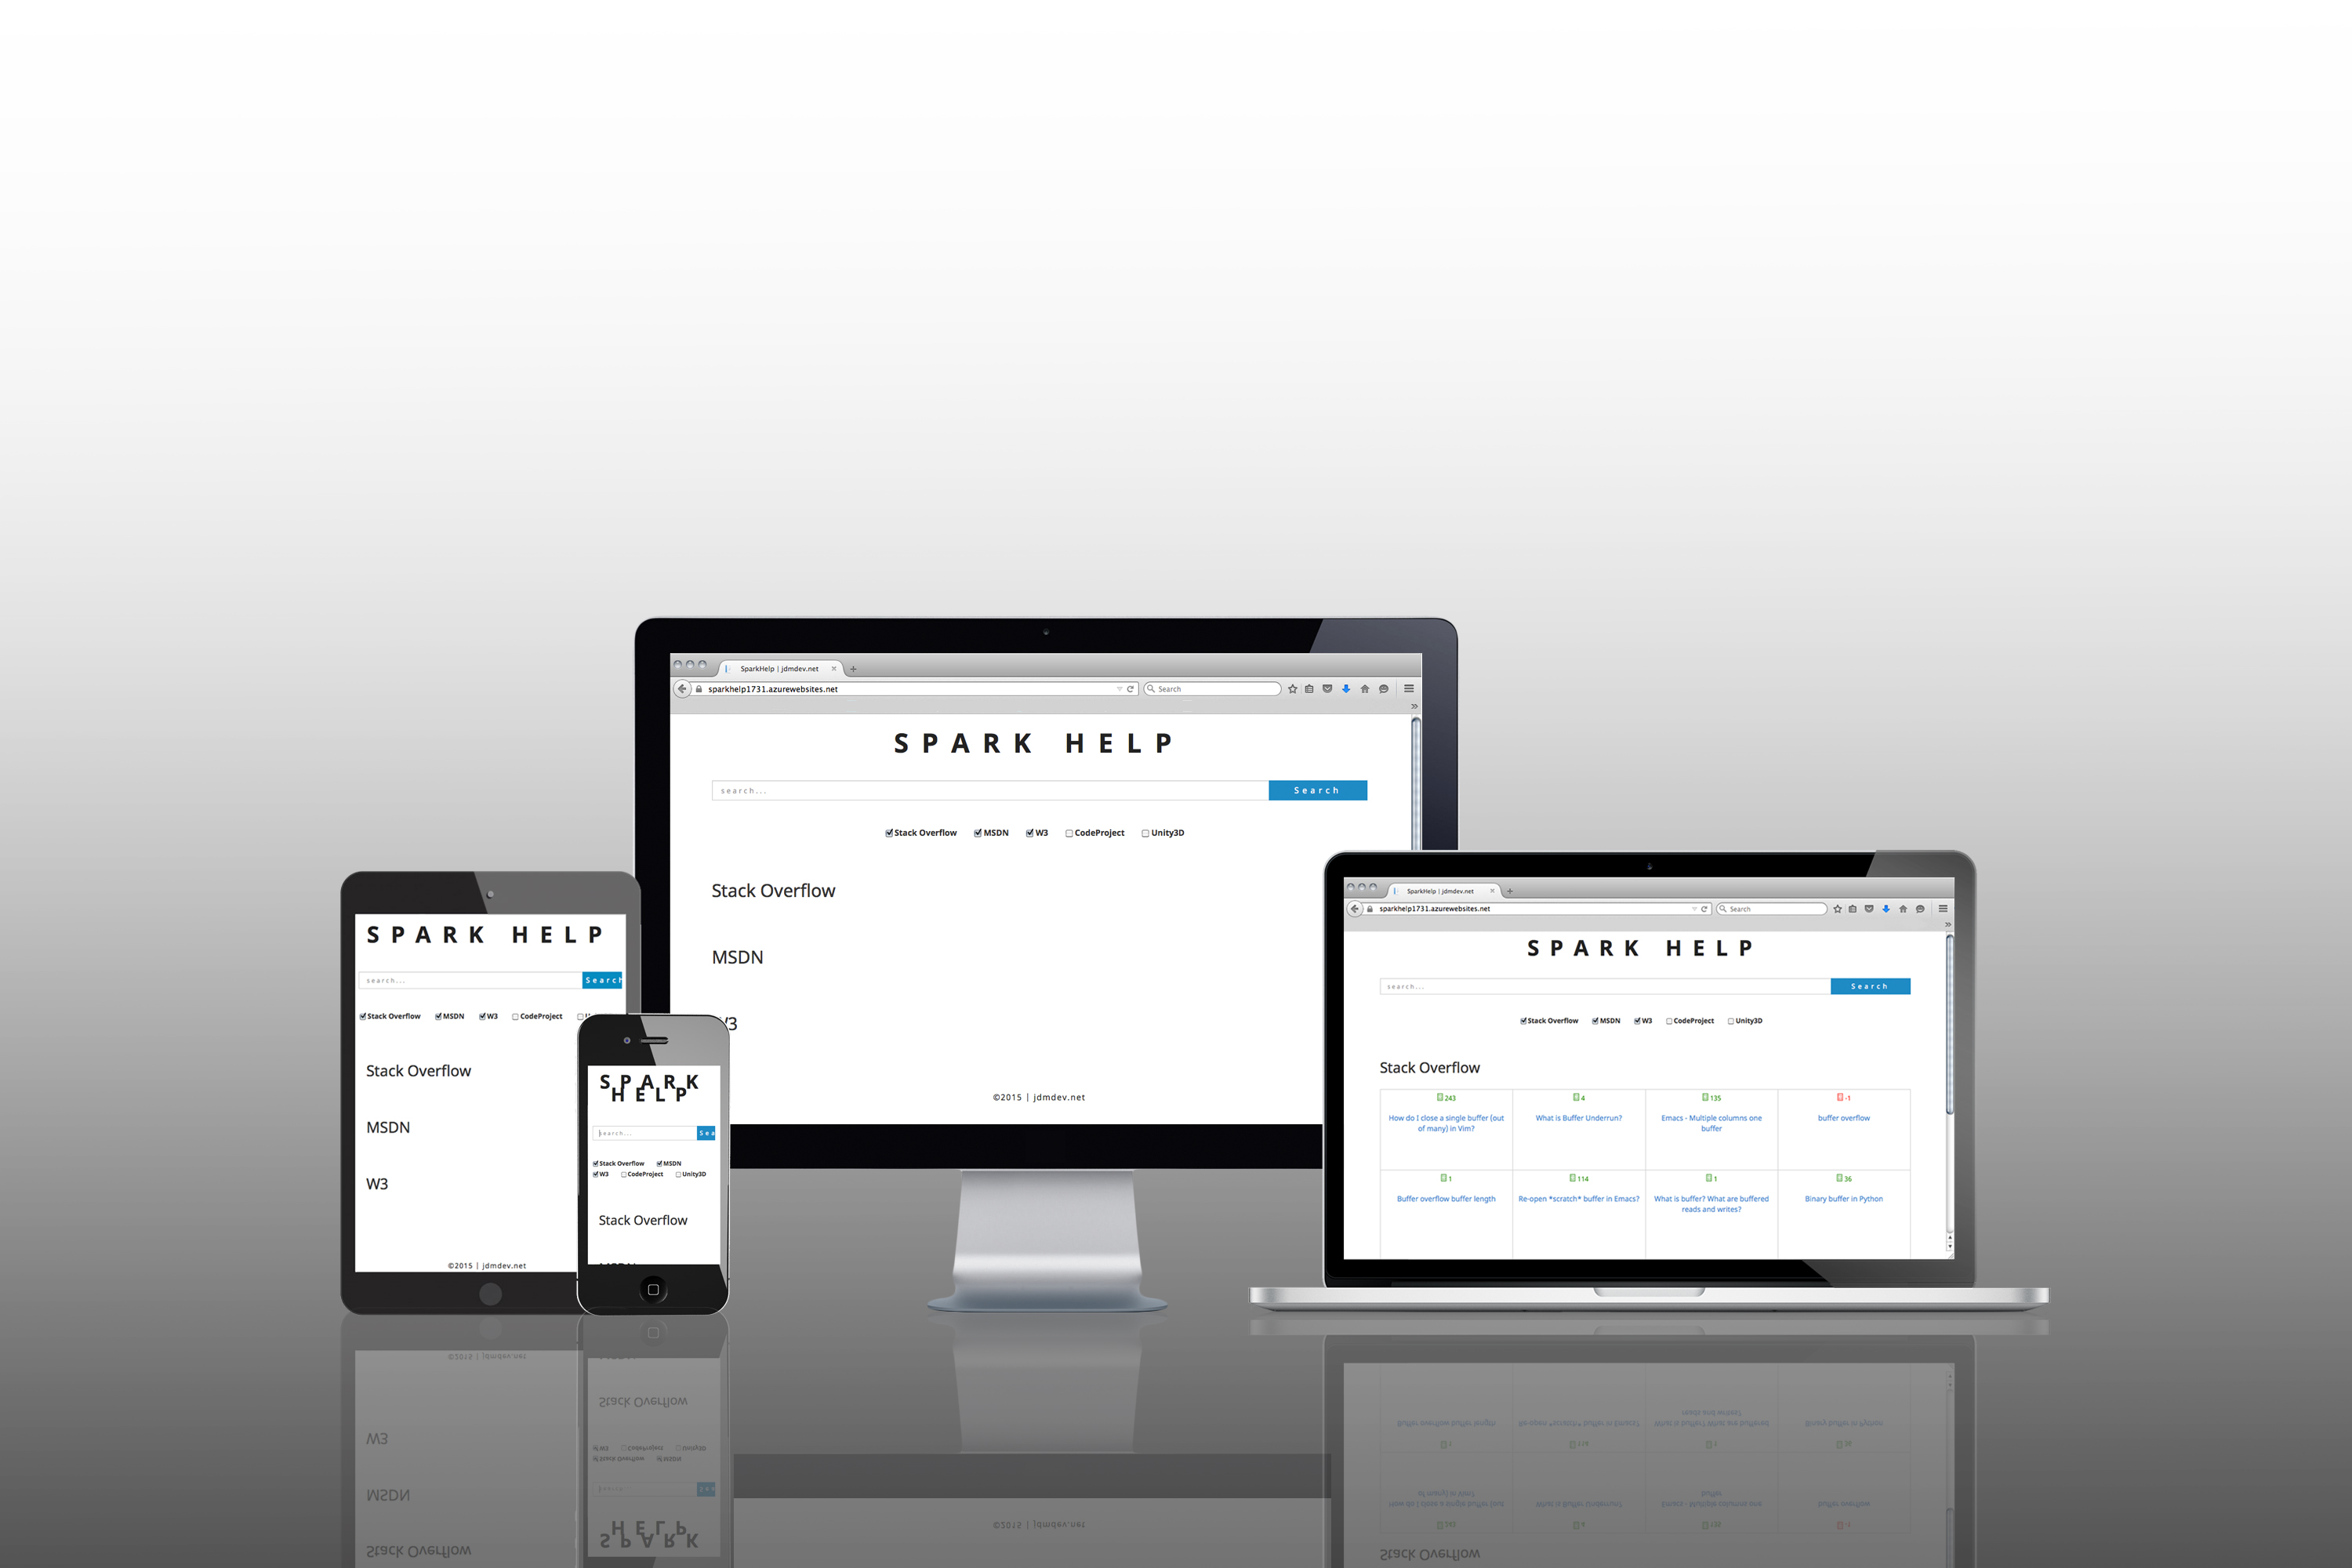 SparkHelp | jdmdev.net
sparkhelp1731.azurewebsites.net
Search
SPARK HELP
search...
Search
Stack Overflow MSDN W3 CodeProject Unity3D
Stack Overflow
MSDN
W3
©2015 | jdmdev.net
SPARK HELP
search...
Search
Stack Overflow MSDN W3 CodeProject
Stack Overflow
MSDN
W3
©2015 | jdmdev.net
SPARK
HELP
search...
Sea
Stack Overflow MSDN
W3 CodeProject Unity3D
Stack Overflow
MSDN
SparkHelp | jdmdev.net
sparkhelp1731.azurewebsites.net
Search
SPARK HELP
search...
Search
Stack Overflow MSDN W3 CodeProject Unity3D
Stack Overflow
243 4 135 -1
How do I close a single buffer (out
of many) in Vim?
What is Buffer Underrun?
Emacs - Multiple columns one
buffer
buffer overflow
1 114 1 36
Buffer overflow buffer length
Re-open *scratch* buffer in Emacs?
What is buffer? What are buffered
reads and writes?
Binary buffer in Python